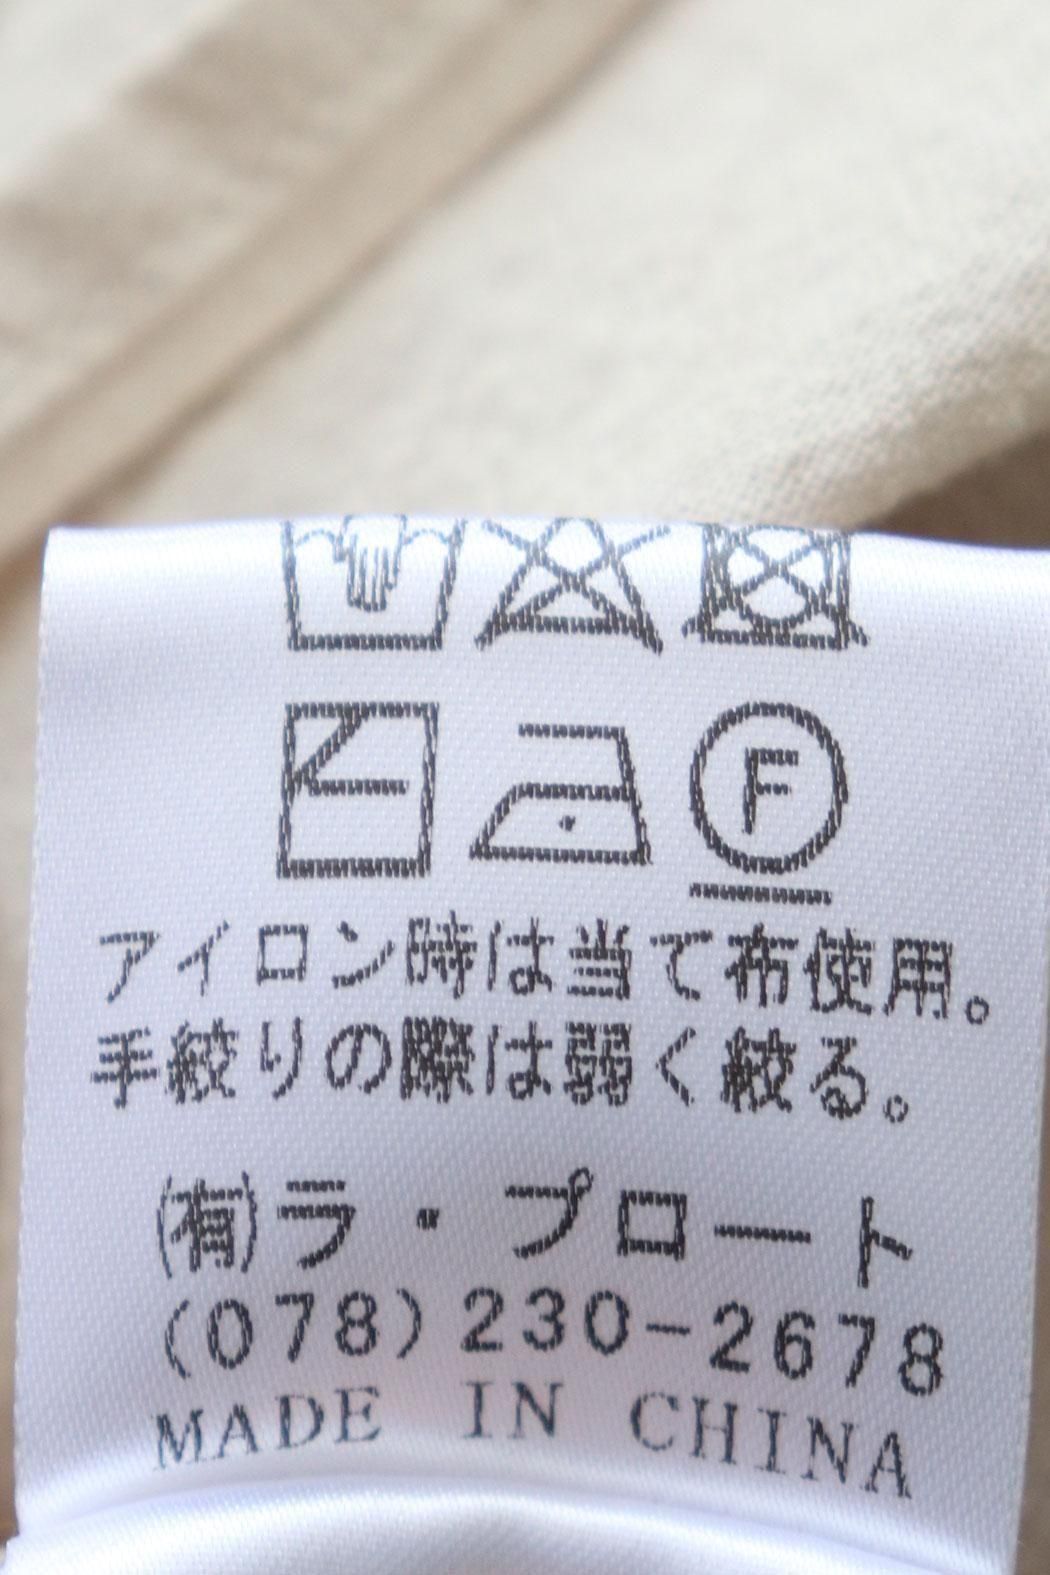 F
アイロン時は当て布使用。
手絞りの際は弱く絞る。
(有)ラ・プロート
(078)230-2678
MADE IN CHINA